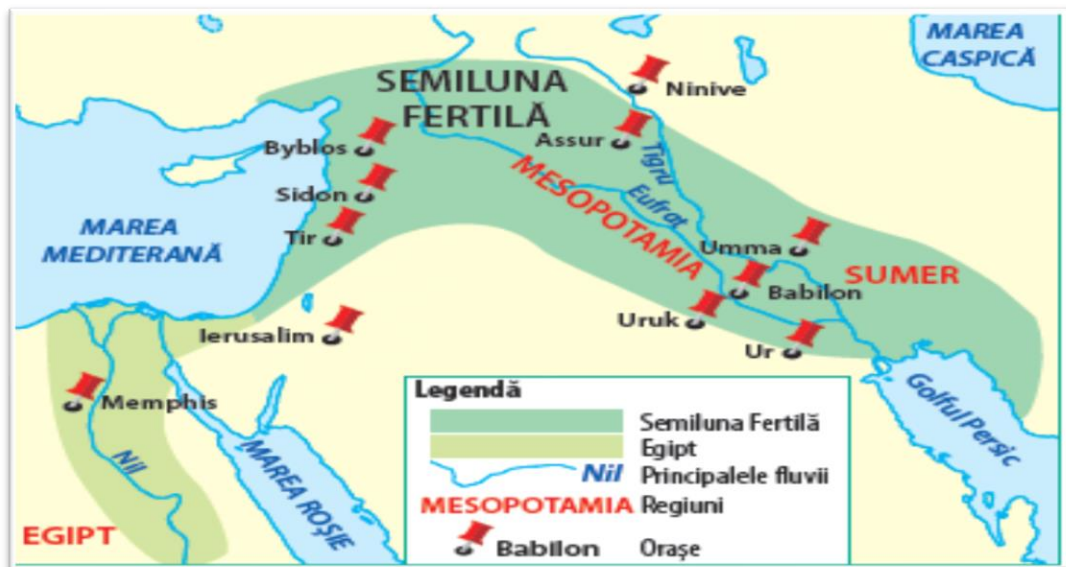 MAREA
CASPICĂ
SEMILUNA
FERTILĂ
Ninive
Assur
Byblos
Tigru
MESOPOTAMIA
Eufrat
Sidon
MAREA
MEDITERANĂ
Tir
Umma
SUMER
Babilon
Uruk
Ierusalim
Ur
Memphis
Golful Persic
Nil
MAREA ROȘIE
EGIPT
Legendă
Semiluna Fertilă
Egipt
Nil Principalele fluvii
MESOPOTAMIA Regiuni
Babilon Orașe